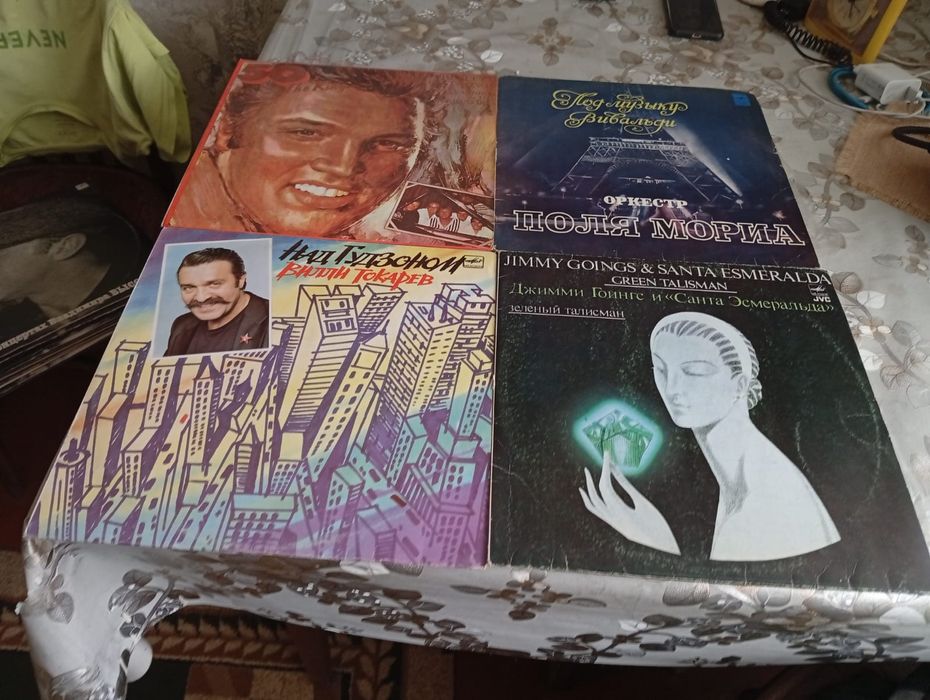 NEVER
50
Под музыку
Вивальди
ОРКЕСТР
ПОЛЯ МОРИА
НАД ГУДЗОНОМ
ВИЛЛИ ТОКАРЕВ
JIMMY GOINGS & SANTA ESMERALDA
GREEN TALISMAN
JVC
Джимми Гоингс и «Санта Эсмеральда»
зеленый талисман